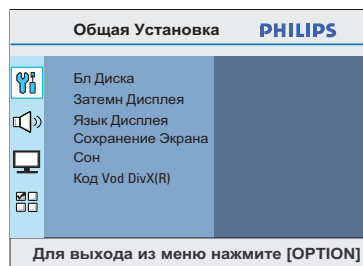 Общая Установка PHILIPS
Бл Диска
Затемн Дисплея
Язык Дисплея
Сохранение Экрана
Сон
Код Vod DivX(R)
Для выхода из меню нажмите [OPTION]